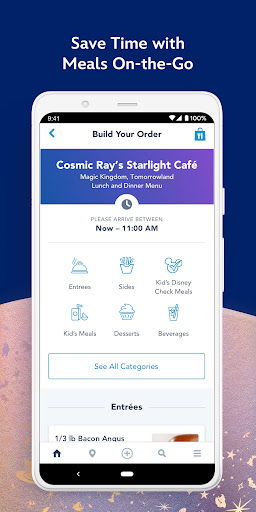 Save Time with
Meals On-the-Go
9:41
Build Your Order
Cosmic Ray's Starlight Café
Magic Kingdom, Tomorrowland
Lunch and Dinner Menu
PLEASE ARRIVE BETWEEN
Now – 11:00 AM
Entrees
Sides
Kid's Disney
Check Meals
Kid's Meals
Desserts
Beverages
See All Categories
Entrées
1/3 lb Bacon Angus